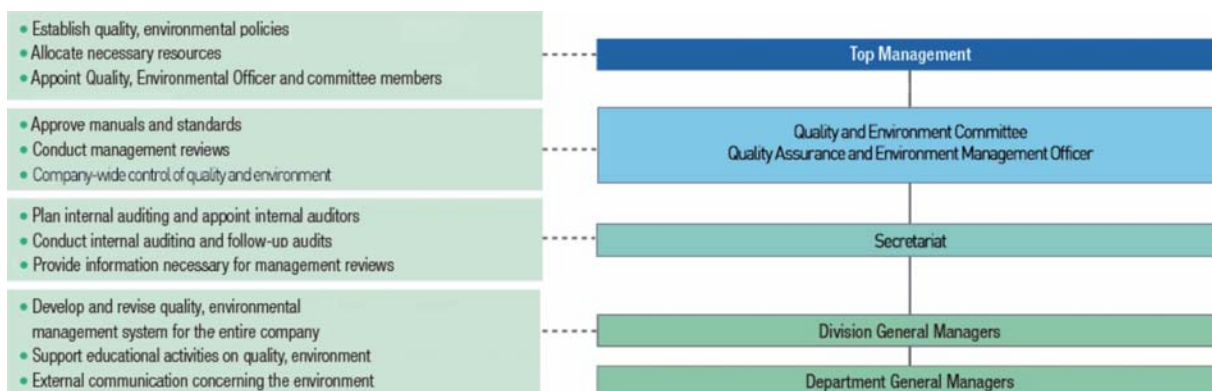 • Establish quality, environmental policies
• Allocate necessary resources
• Appoint Quality, Environmental Officer and committee members
Top Management
• Approve manuals and standards
• Conduct management reviews
• Company-wide control of quality and environment
Quality and Environment Committee
Quality Assurance and Environment Management Officer
• Plan internal auditing and appoint internal auditors
• Conduct internal auditing and follow-up audits
• Provide information necessary for management reviews
Secretariat
• Develop and revise quality, environmental
management system for the entire company
• Support educational activities on quality, environment
• External communication concerning the environment
Division General Managers
Department General Managers